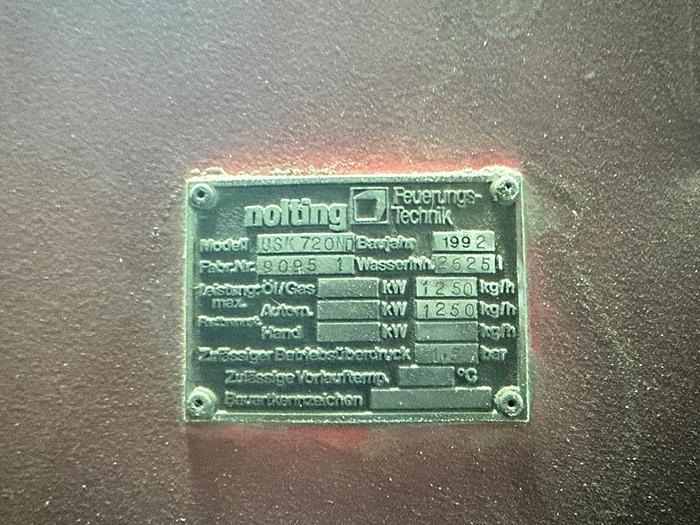 nolting Feuerungs-
Technik
Modell USK 720ND Baujahr 1992
Fabr.Nr. 9095 1 Wasserinh. 2625 l
Leistung: Öl/Gas kW 1250 kg/h
max. Autom. kW 1250 kg/h
Hand kW kg/h
Zulässiger Betriebsüberdruck bar
Zulässige Vorlauftemp. °C
Bauartkennzeichen